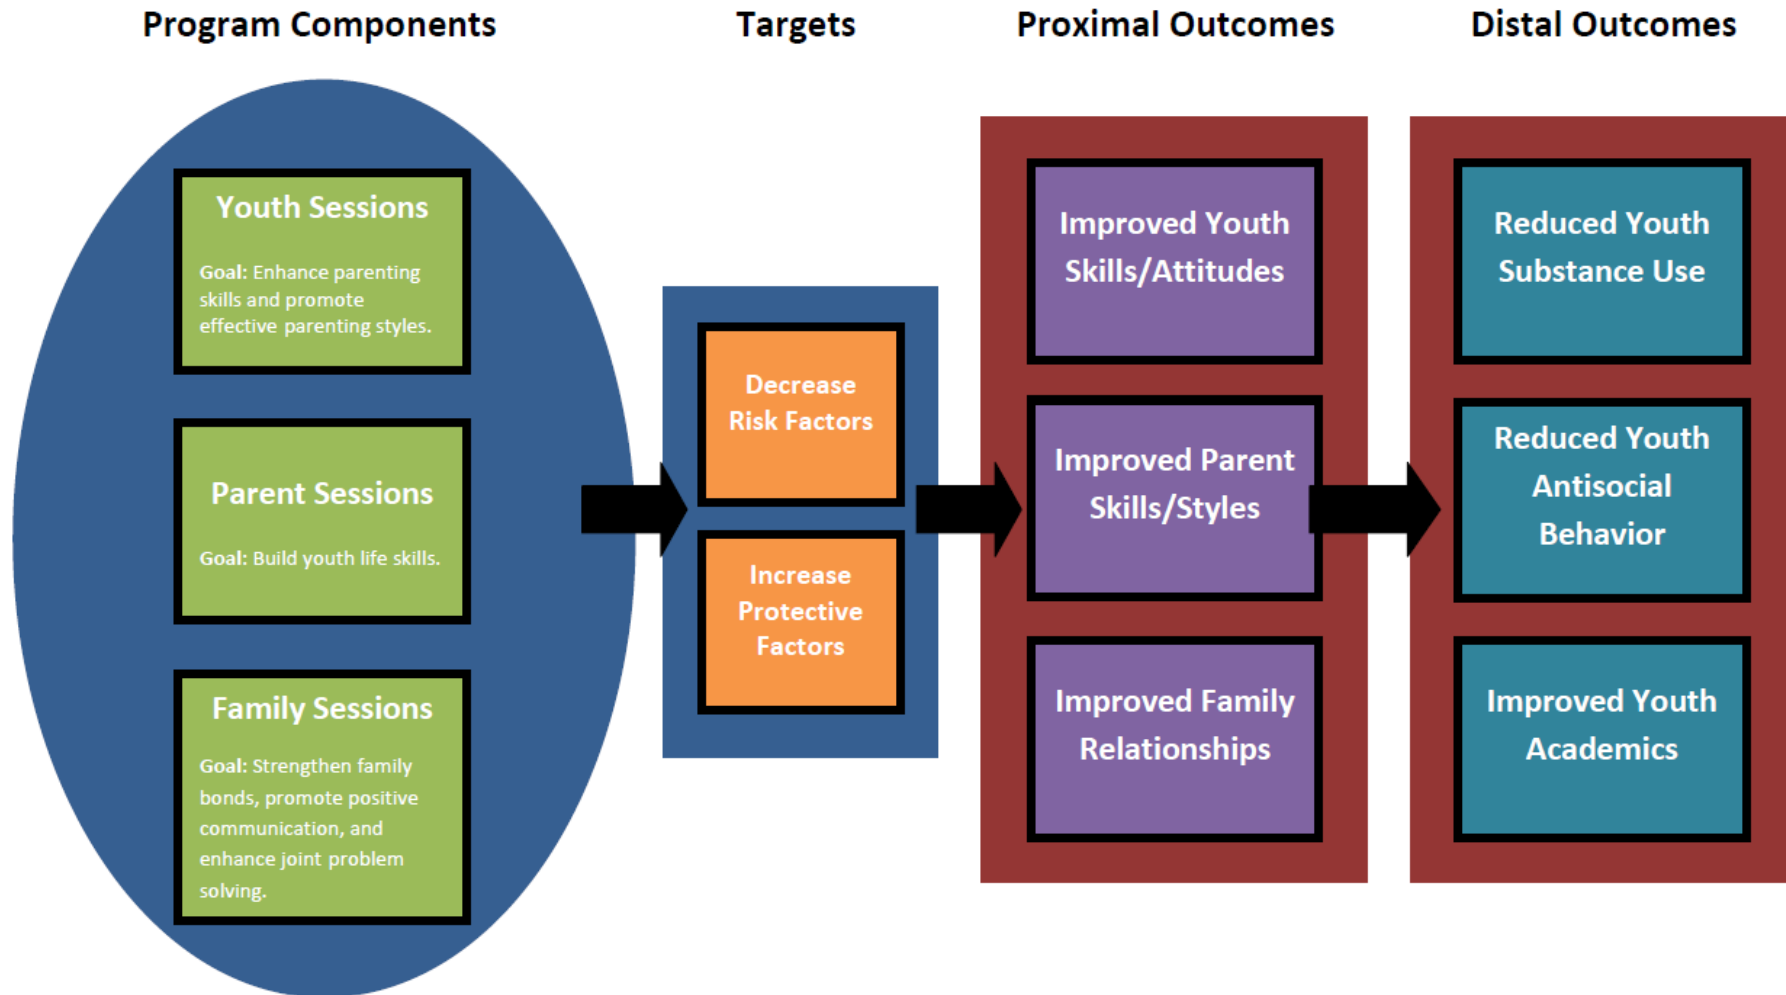 Program Components
Targets
Proximal Outcomes
Distal Outcomes
Youth Sessions
Goal: Enhance parenting
skills and promote
effective parenting styles.
Parent Sessions
Goal: Build youth life skills.
Family Sessions
Goal: Strengthen family
bonds, promote positive
communication, and
enhance joint problem
solving.
Decrease
Risk Factors
Increase
Protective
Factors
Improved Youth
Skills/Attitudes
Improved Parent
Skills/Styles
Improved Family
Relationships
Reduced Youth
Substance Use
Reduced Youth
Antisocial
Behavior
Improved Youth
Academics